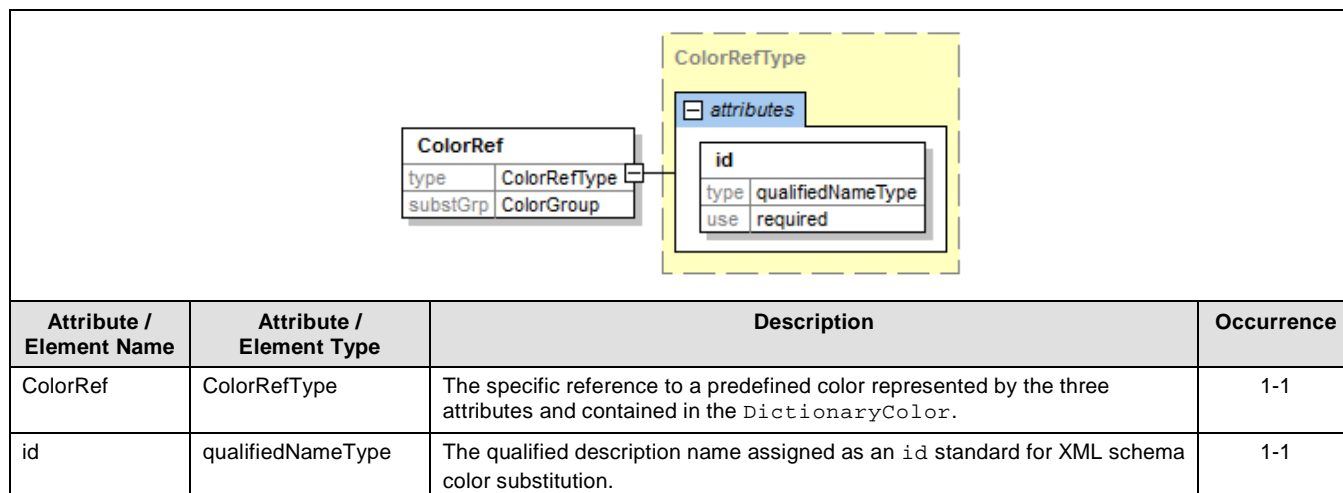 ColorRefType
attributes
ColorRef
type ColorRefType
substGrp ColorGroup
id
type qualifiedNameType
use required
Attribute / Element Name Attribute / Element Type Description Occurrence
ColorRef ColorRefType The specific reference to a predefined color represented by the three 1-1
attributes and contained in the DictionaryColor.
id qualifiedNameType The qualified description name assigned as an id standard for XML schema 1-1
color substitution.